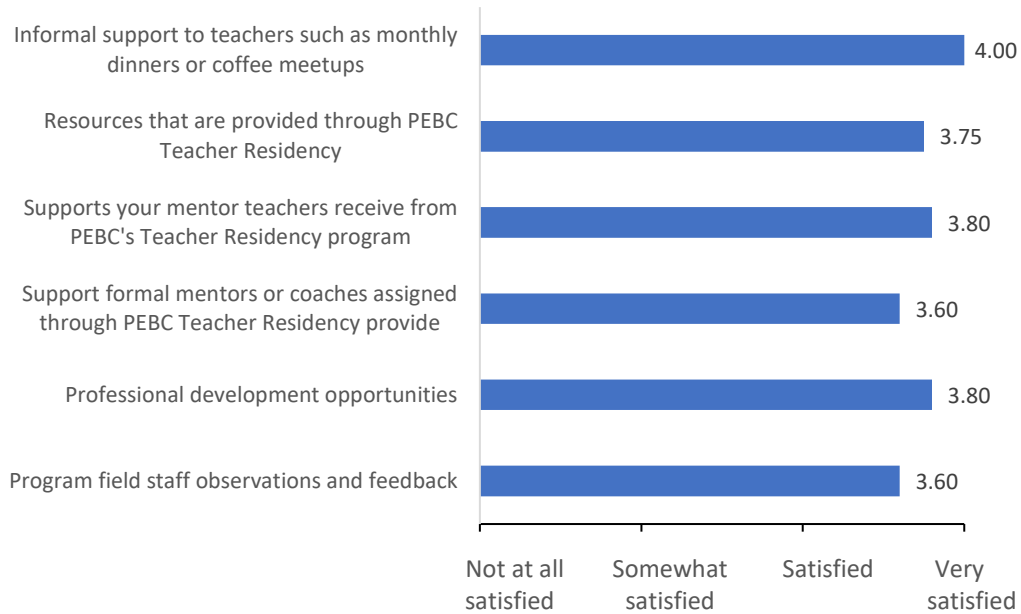 Informal support to teachers such as monthly
dinners or coffee meetups
4.00
Resources that are provided through PEBC
Teacher Residency
3.75
Supports your mentor teachers receive from
PEBC's Teacher Residency program
3.80
Support formal mentors or coaches assigned
through PEBC Teacher Residency provide
3.60
Professional development opportunities
3.80
Program field staff observations and feedback
3.60
Not at all
satisfied
Somewhat
satisfied
Satisfied
Very
satisfied